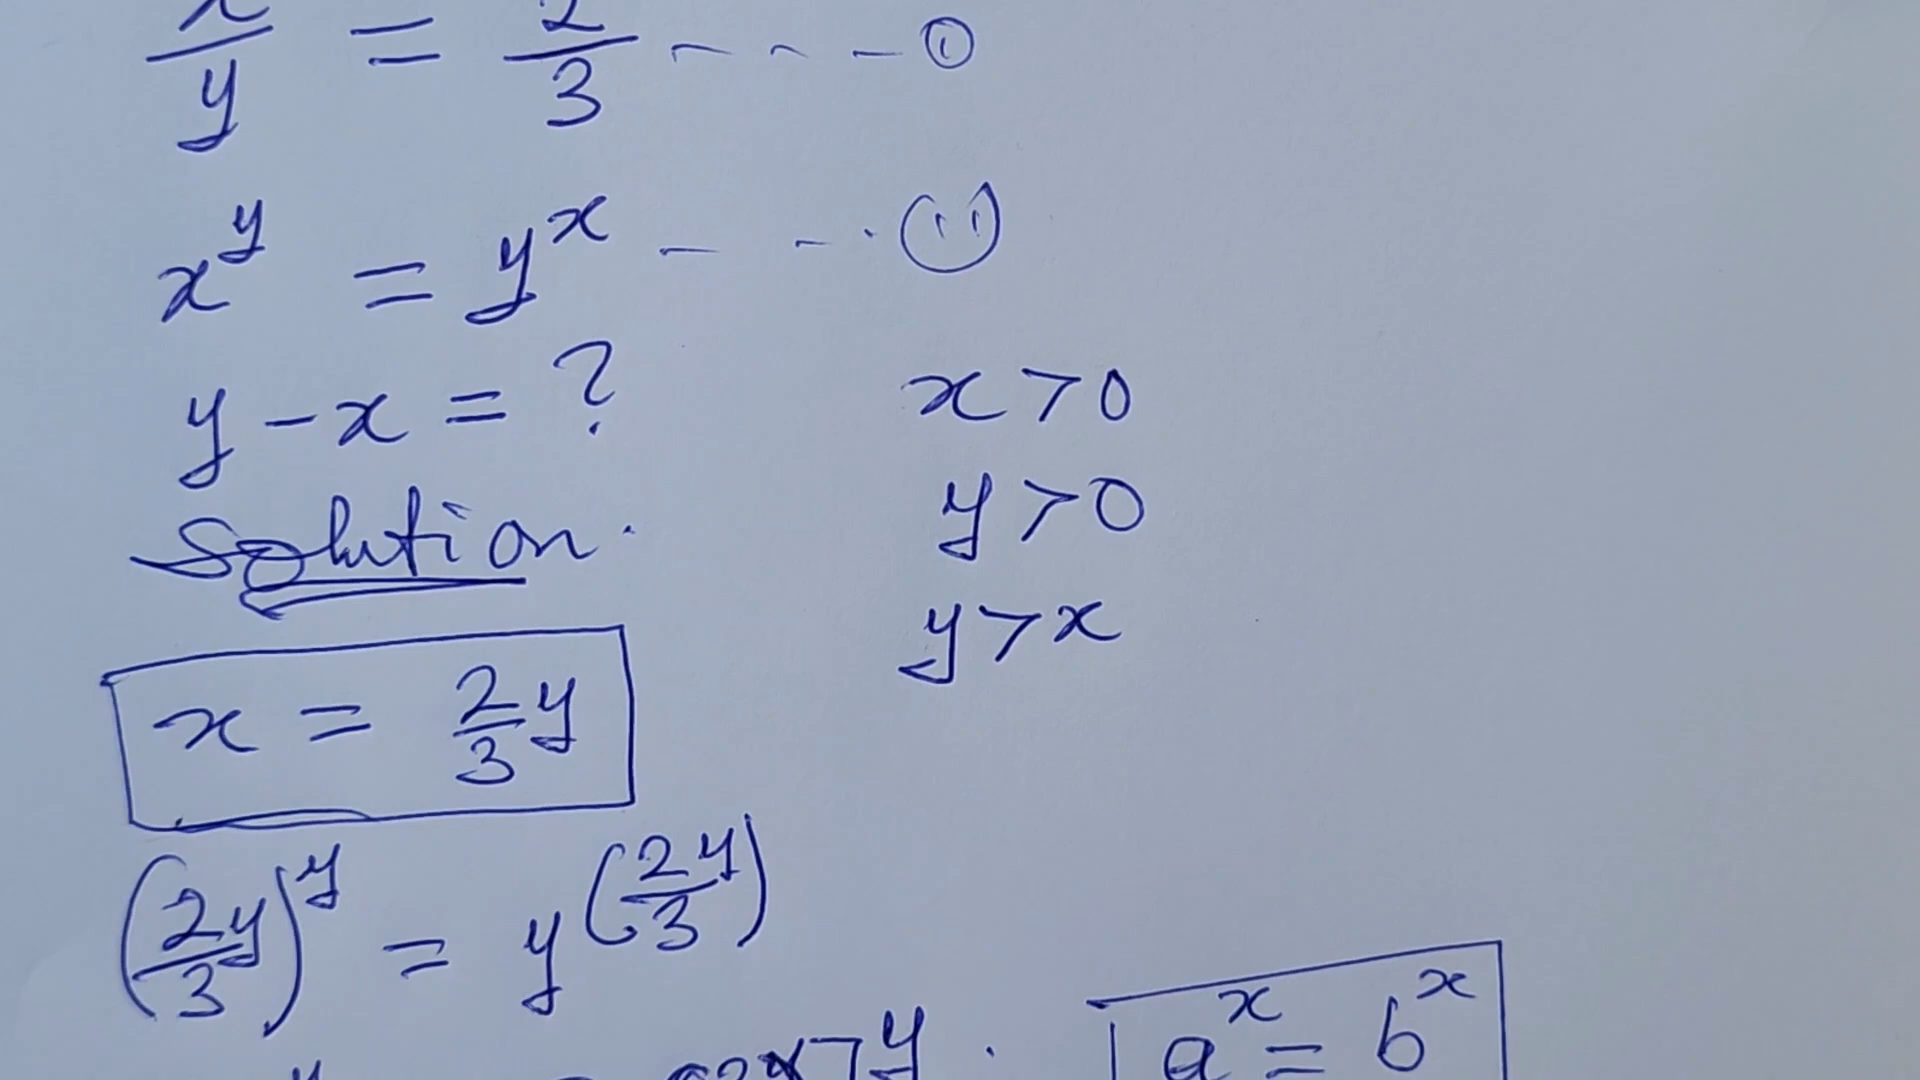 x/y = 2/3 - - - (i)
x^y = y^x - - - (ii)
y - x = ?
x > 0
y > 0
Solution.
y > x
x = 2/3 y
(2y/3)^y = y^(2y/3)
a^x = b^x